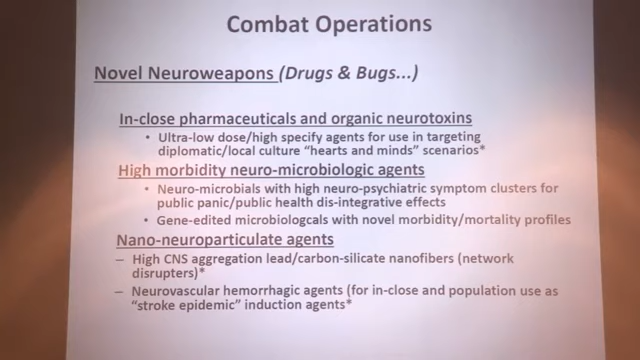 Combat Operations
Novel Neuroweapons (Drugs & Bugs...)
In-close pharmaceuticals and organic neurotoxins
• Ultra-low dose/high specify agents for use in targeting
diplomatic/local culture “hearts and minds” scenarios*
High morbidity neuro-microbiologic agents
• Neuro-microbials with high neuro-psychiatric symptom clusters for
public panic/public health dis-integrative effects
• Gene-edited microbiologcals with novel morbidity/mortality profiles
Nano-neuroparticulate agents
– High CNS aggregation lead/carbon-silicate nanofibers (network
disrupters)*
– Neurovascular hemorrhagic agents (for in-close and population use as
“stroke epidemic” induction agents*